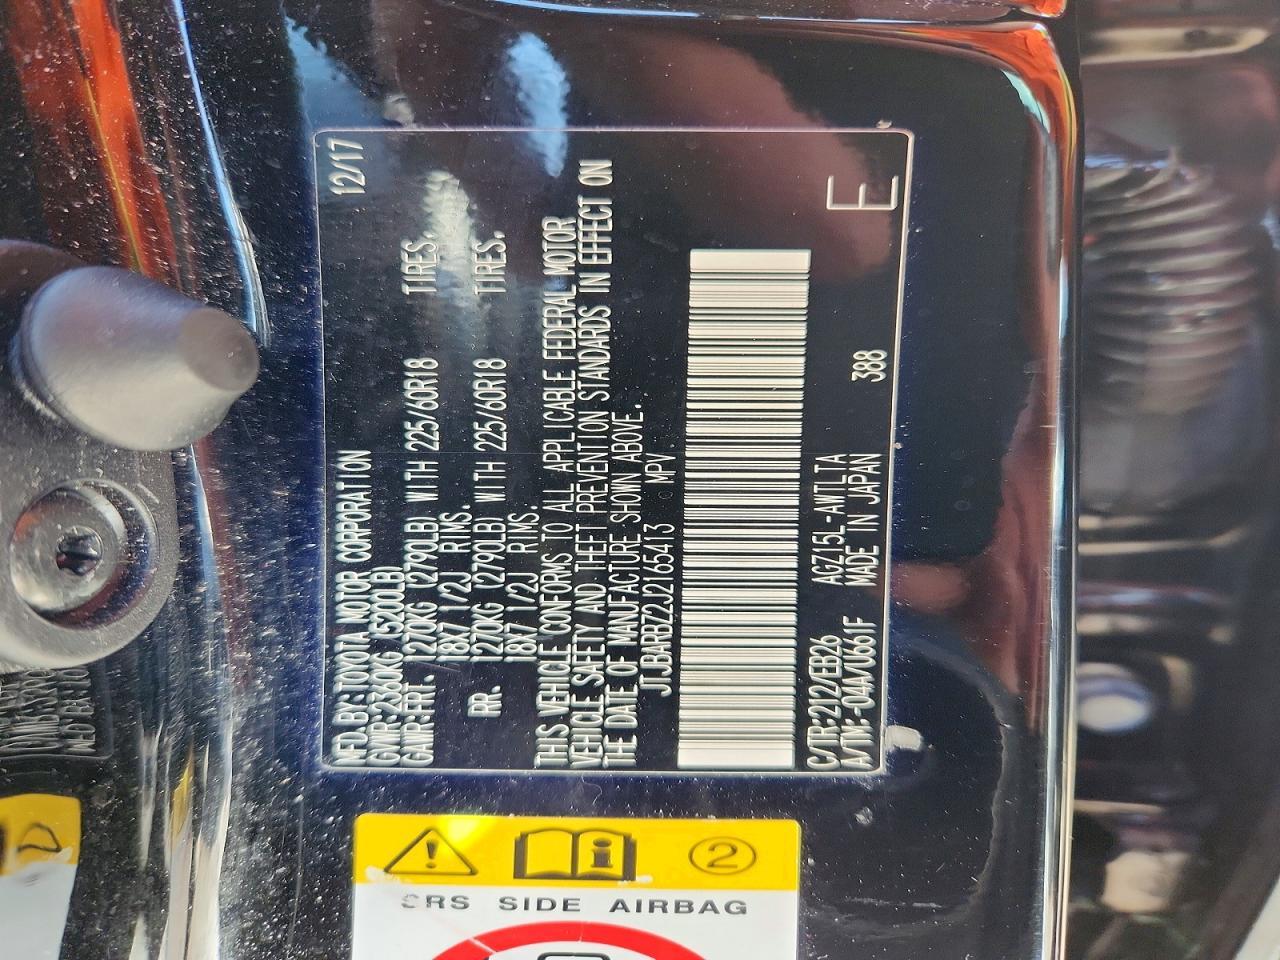 MFD.BY:TOYOTA MOTOR CORPORATION 12/17
GVWR:2360KG (5200LB)
GAWR:FRT. 1270KG (2790LB) WITH 225/60R18 TIRES,
18X7 1/2J RIMS.
RR. 1270KG (2790LB) WITH 225/60R18 TIRES,
18X7 1/2J RIMS.
THIS VEHICLE CONFORMS TO ALL APPLICABLE FEDERAL MOTOR
VEHICLE SAFETY AND THEFT PREVENTION STANDARDS IN EFFECT ON
THE DATE OF MANUFACTURE SHOWN ABOVE.
JTJBARBZ2J2165413 MPV
C/TR:212/EB26 AGZ15L-AWTLTA
A/TM:-04A/U661F MADE IN JAPAN 388
E
2
SRS SIDE AIRBAG